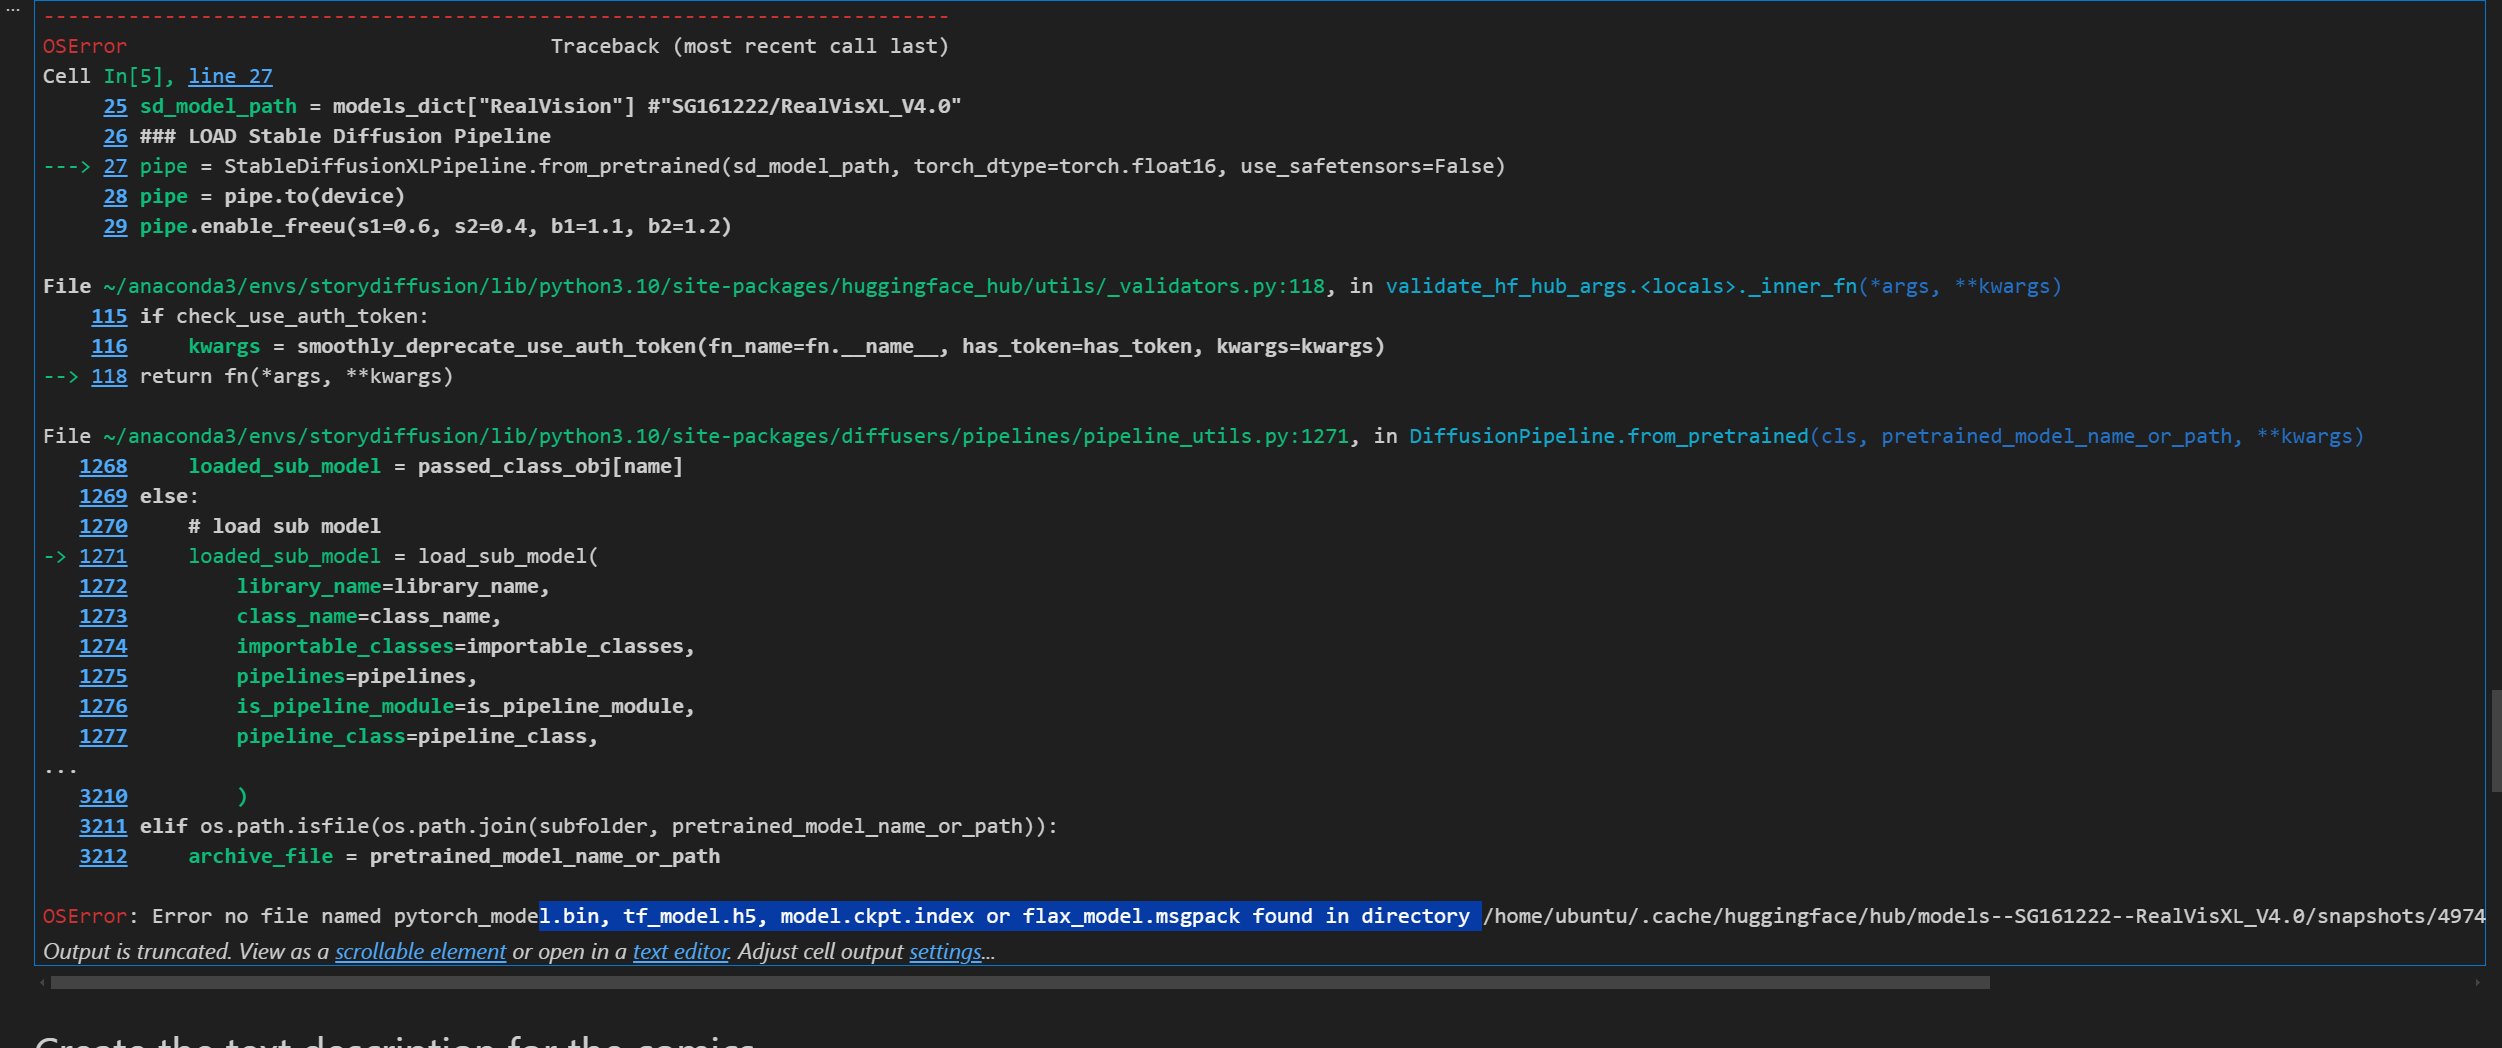 ...
---------------------------------------------------------------------------
OSError                                   Traceback (most recent call last)
Cell In[5], line 27
     25 sd_model_path = models_dict["RealVision"] #"SG161222/RealVisXL_V4.0"
     26 ### LOAD Stable Diffusion Pipeline
---> 27 pipe = StableDiffusionXLPipeline.from_pretrained(sd_model_path, torch_dtype=torch.float16, use_safetensors=False)
     28 pipe = pipe.to(device)
     29 pipe.enable_freeu(s1=0.6, s2=0.4, b1=1.1, b2=1.2)
File ~/anaconda3/envs/storydiffusion/lib/python3.10/site-packages/huggingface_hub/utils/_validators.py:118, in validate_hf_hub_args.<locals>._inner_fn(*args, **kwargs)
    115 if check_use_auth_token:
    116     kwargs = smoothly_deprecate_use_auth_token(fn_name=fn.__name__, has_token=has_token, kwargs=kwargs)
--> 118 return fn(*args, **kwargs)
File ~/anaconda3/envs/storydiffusion/lib/python3.10/site-packages/diffusers/pipelines/pipeline_utils.py:1271, in DiffusionPipeline.from_pretrained(cls, pretrained_model_name_or_path, **kwargs)
   1268     loaded_sub_model = passed_class_obj[name]
   1269 else:
   1270     # load sub model
-> 1271     loaded_sub_model = load_sub_model(
   1272         library_name=library_name,
   1273         class_name=class_name,
   1274         importable_classes=importable_classes,
   1275         pipelines=pipelines,
   1276         is_pipeline_module=is_pipeline_module,
   1277         pipeline_class=pipeline_class,
...
   3210         )
   3211 elif os.path.isfile(os.path.join(subfolder, pretrained_model_name_or_path)):
   3212     archive_file = pretrained_model_name_or_path
OSError: Error no file named pytorch_model.bin, tf_model.h5, model.ckpt.index or flax_model.msgpack found in directory /home/ubuntu/.cache/huggingface/hub/models--SG161222--RealVisXL_V4.0/snapshots/4974
Output is truncated. View as a scrollable element or open in a text editor. Adjust cell output settings...
Create the text description for the comics